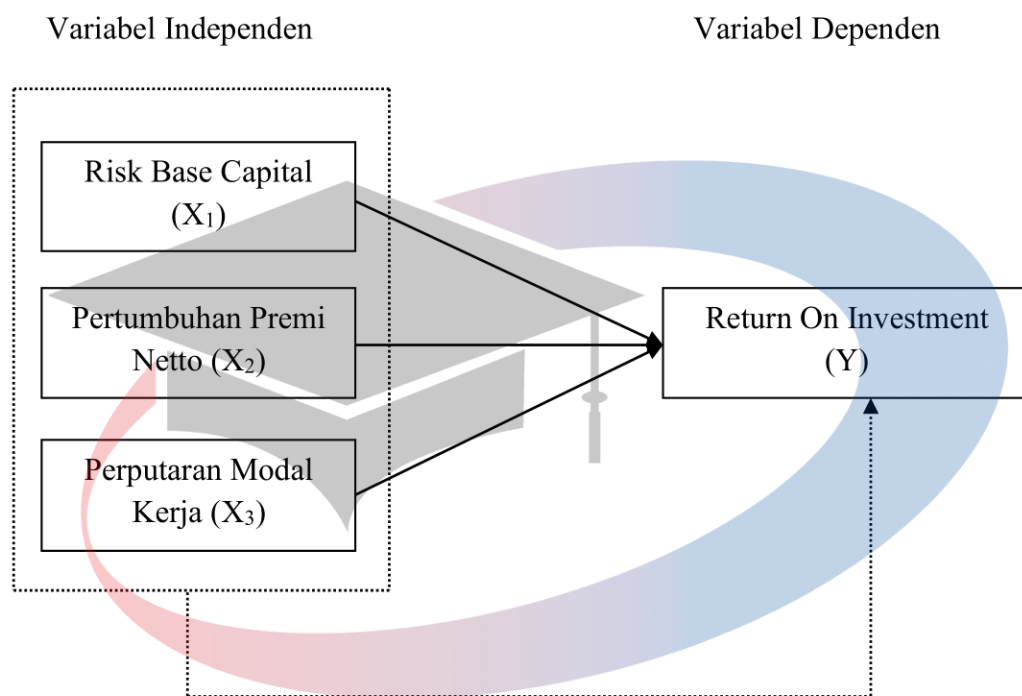 Variabel Independen
Variabel Dependen
Risk Base Capital
(X₁)
Pertumbuhan Premi
Netto (X₂)
Perputaran Modal
Kerja (X₃)
Return On Investment
(Y)